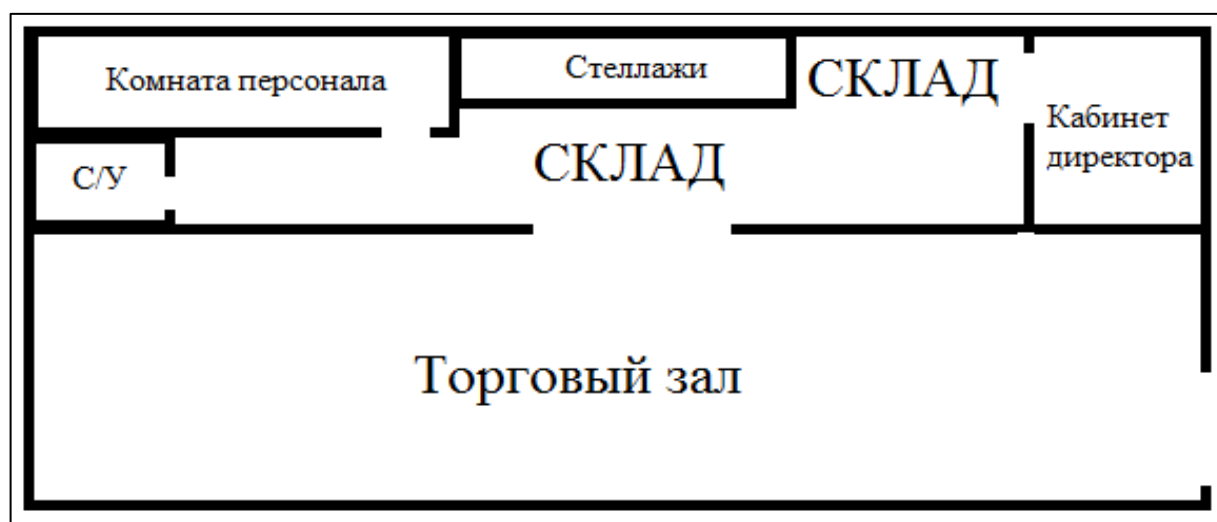 Комната персонала
Стеллажи
СКЛАД
Кабинет
директора
С/У
СКЛАД
Торговый зал